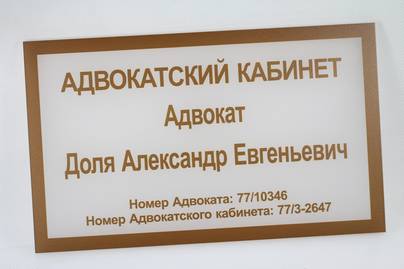 АДВОКАТСКИЙ КАБИНЕТ
Адвокат
Доля Александр Евгеньевич
Номер Адвоката: 77/10346
Номер Адвокатского кабинета: 77/3-2647